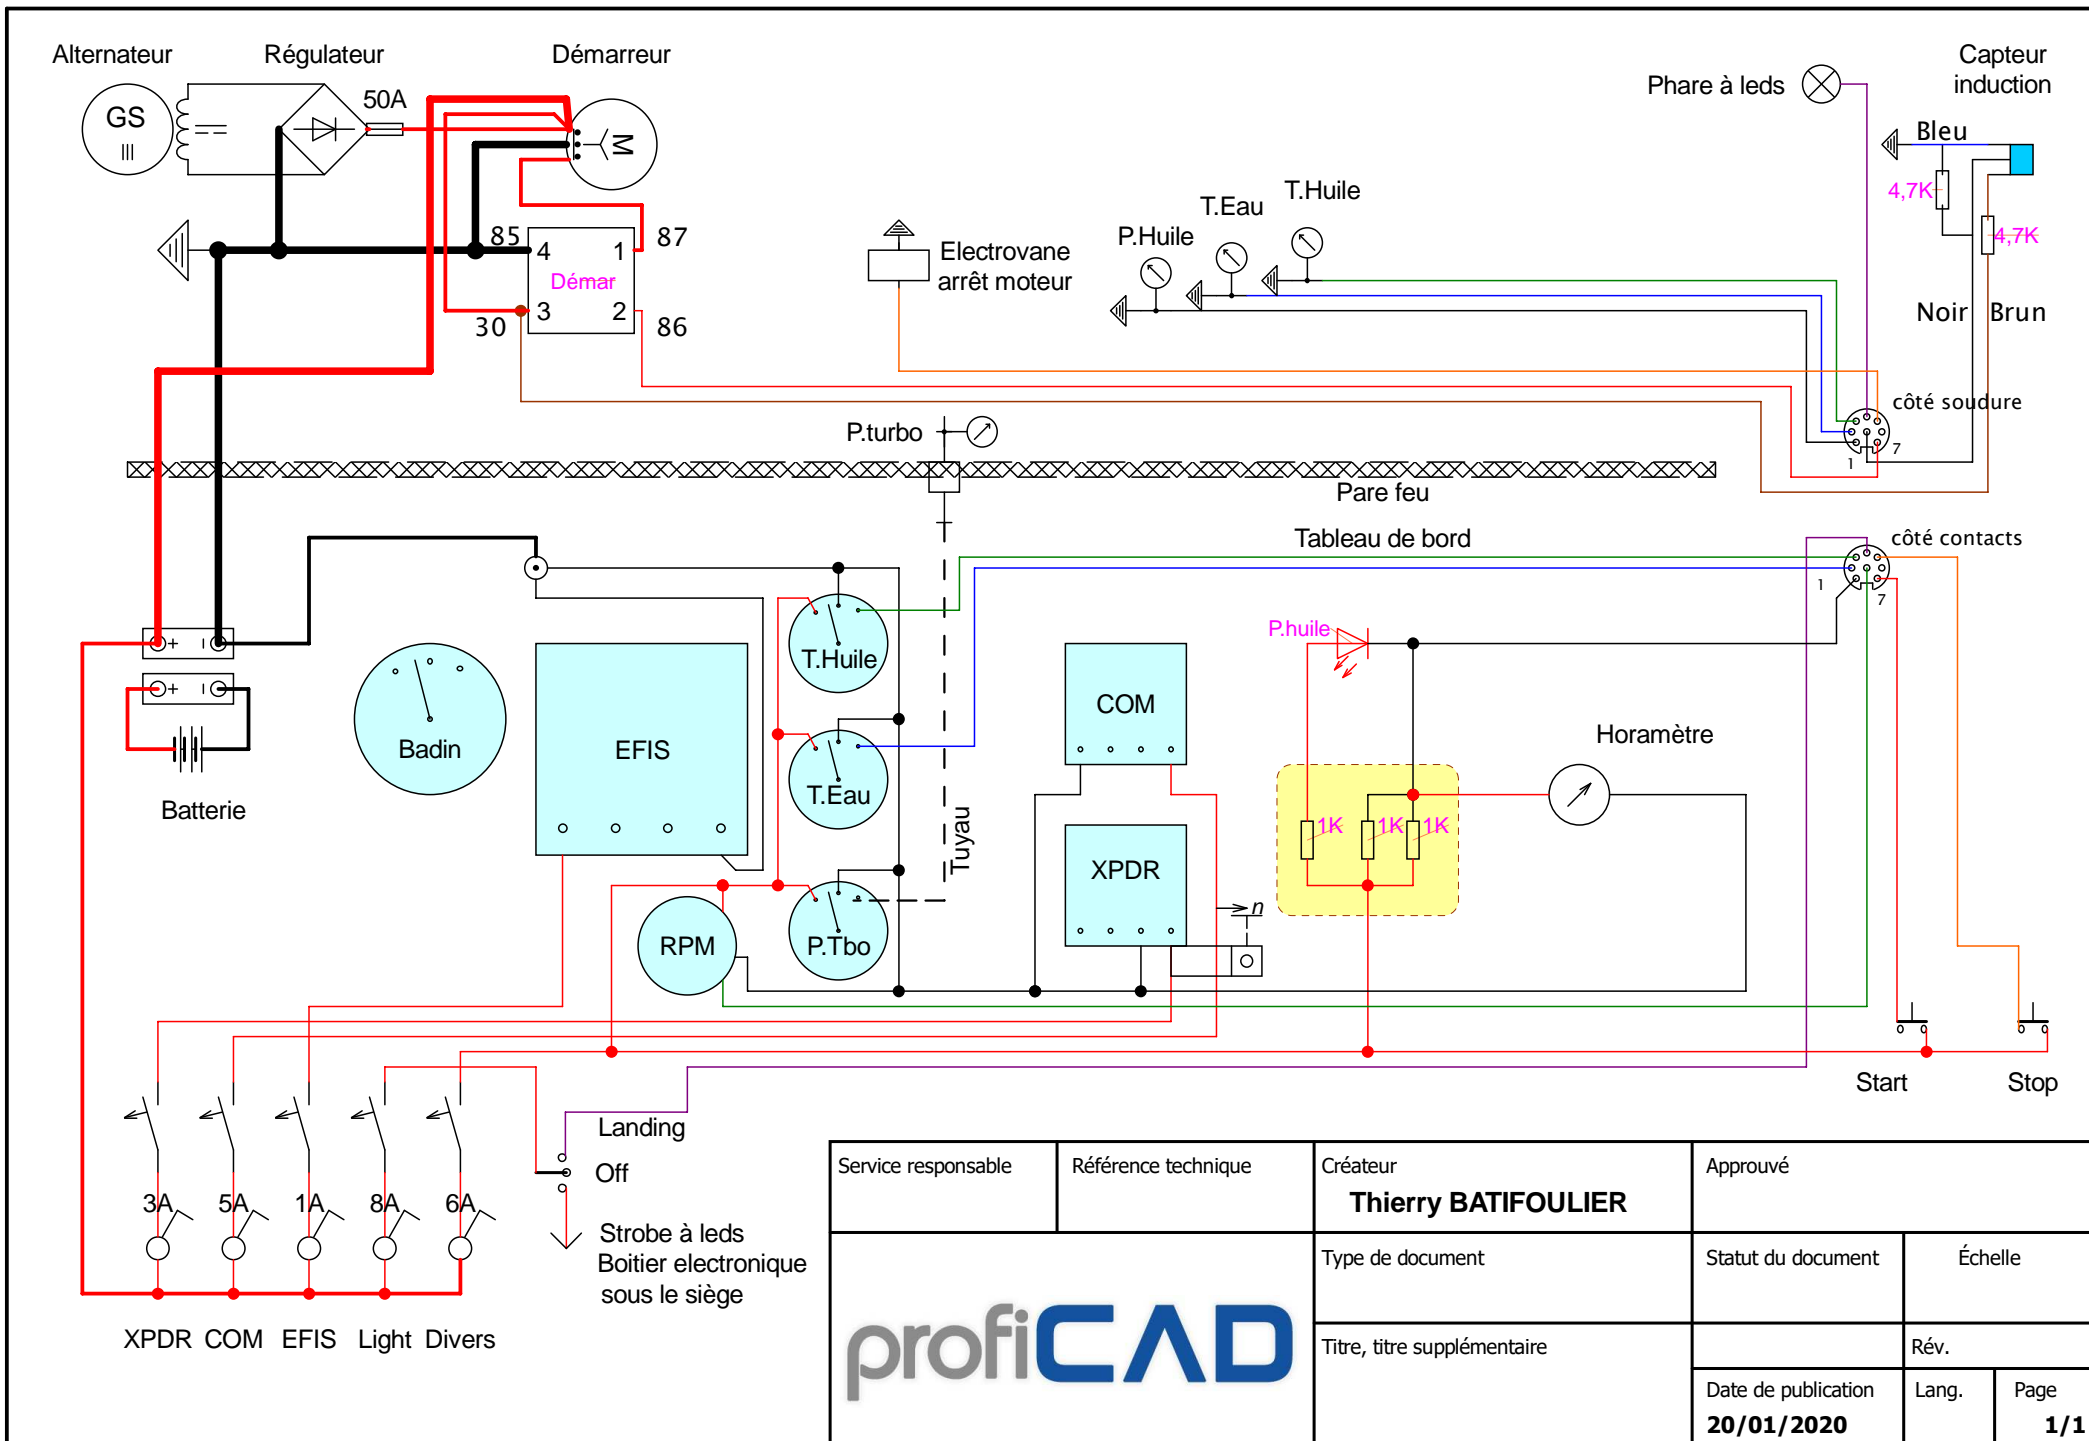 Alternateur
Régulateur
Démarreur
Phare à leds
Capteur
induction
GS
50A
M
Bleu
4,7K
4,7K
T.Huile
T.Eau
P.Huile
Electrovane
arrêt moteur
85
4
1
87
Démar
30
3
2
86
Noir
Brun
côté soudure
1
7
P.turbo
Pare feu
Tableau de bord
côté contacts
1
7
+
+
Batterie
Badin
EFIS
T.Huile
T.Eau
P.Tbo
RPM
Tuyau
COM
XPDR
n
P.huile
Horamètre
1K
1K
1K
Start
Stop
Landing
Off
Strobe à leds
Boitier electronique
sous le siège
3A
5A
1A
8A
6A
XPDR
COM
EFIS
Light
Divers
Service responsable
Référence technique
Créateur
Thierry BATIFOULIER
Approuvé
profiCAD
Type de document
Statut du document
Échelle
Titre, titre supplémentaire
Rév.
Date de publication
20/01/2020
Lang.
Page
1/1